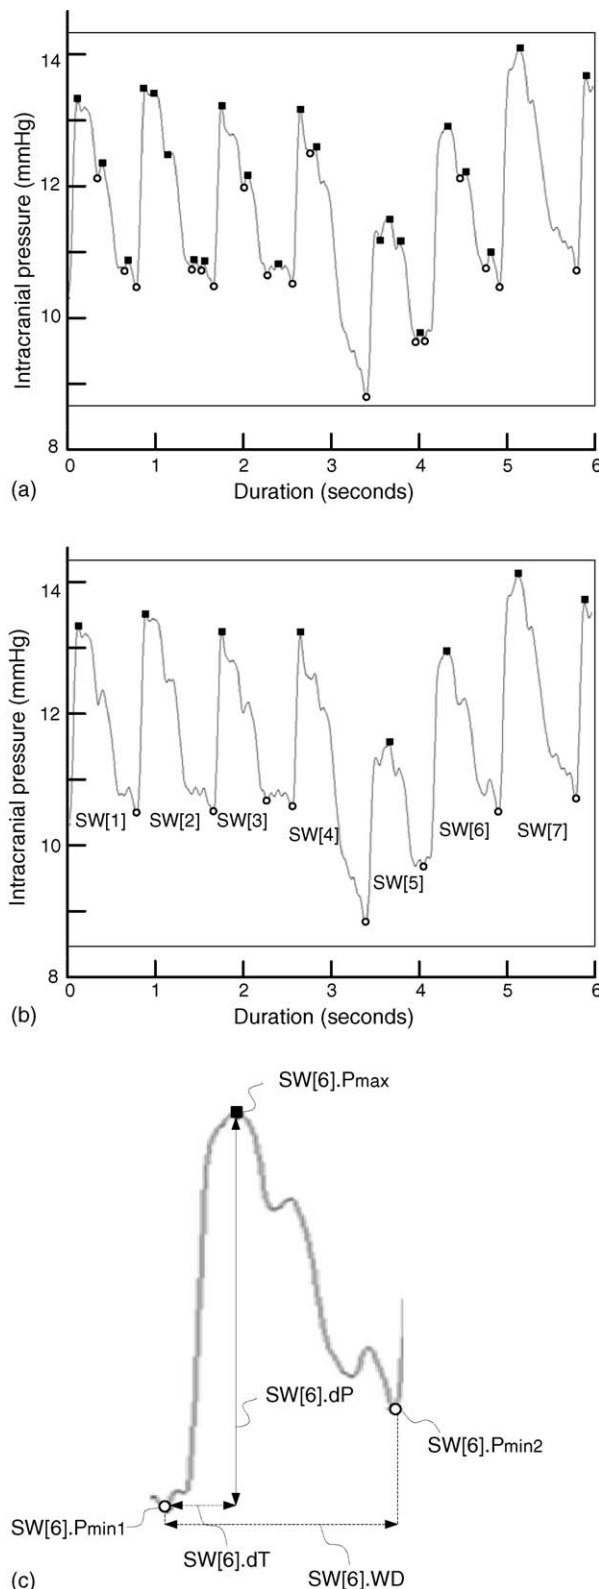 14
12
10
8
Intracranial pressure (mmHg)
0 1 2 3 4 5 6
Duration (seconds)
(a)
14
12
10
8
Intracranial pressure (mmHg)
SW[1] SW[2] SW[3] SW[4] SW[5] SW[6] SW[7]
0 1 2 3 4 5 6
Duration (seconds)
(b)
SW[6].Pmax
SW[6].dP
SW[6].Pmin2
SW[6].Pmin1
SW[6].dT
SW[6].WD
(c)